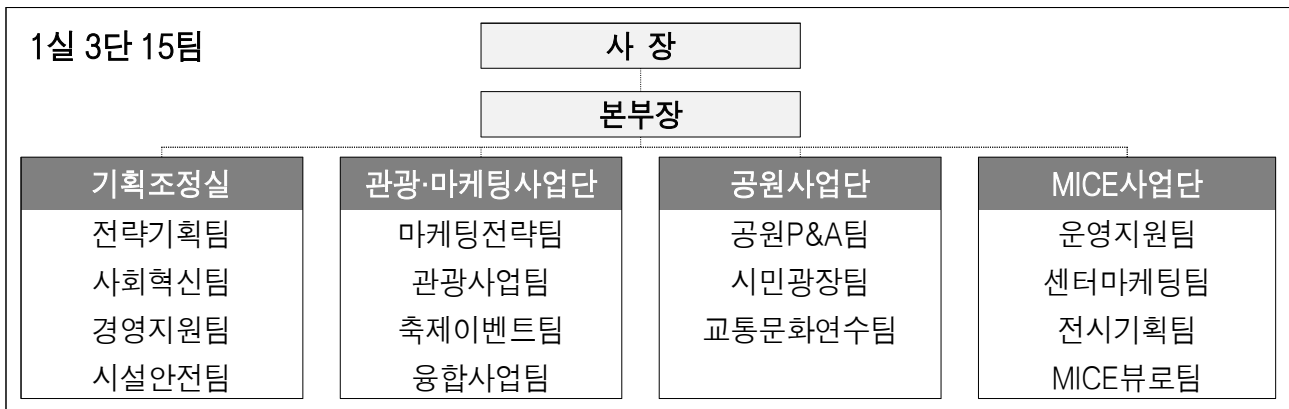 1실 3단 15팀
사 장
본부장
기획조정실
전략기획팀
사회혁신팀
경영지원팀
시설안전팀
관광·마케팅사업단
마케팅전략팀
관광사업팀
축제이벤트팀
융합사업팀
공원사업단
공원P&A팀
시민광장팀
교통문화연수팀
MICE사업단
운영지원팀
센터마케팅팀
전시기획팀
MICE뷰로팀